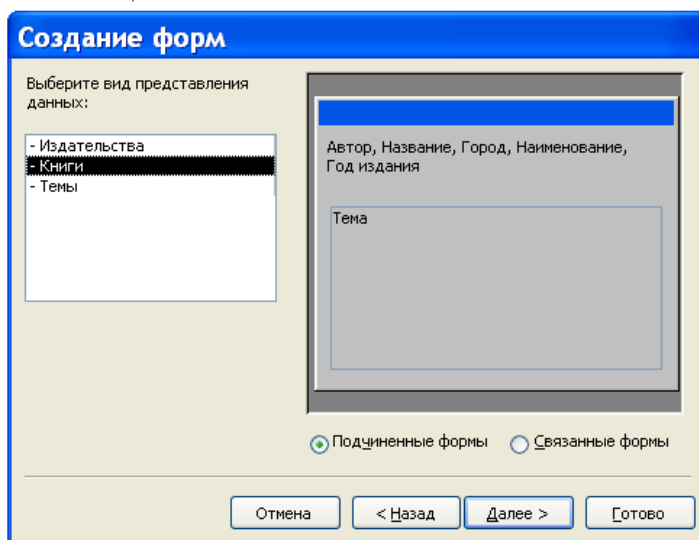 Создание форм
Выберите вид представления
данных:
- Издательства
- Книги
- Темы
Автор, Название, Город, Наименование,
Год издания
Тема
Подчиненные формы
Связанные формы
Отмена
< Назад
Далее >
Готово